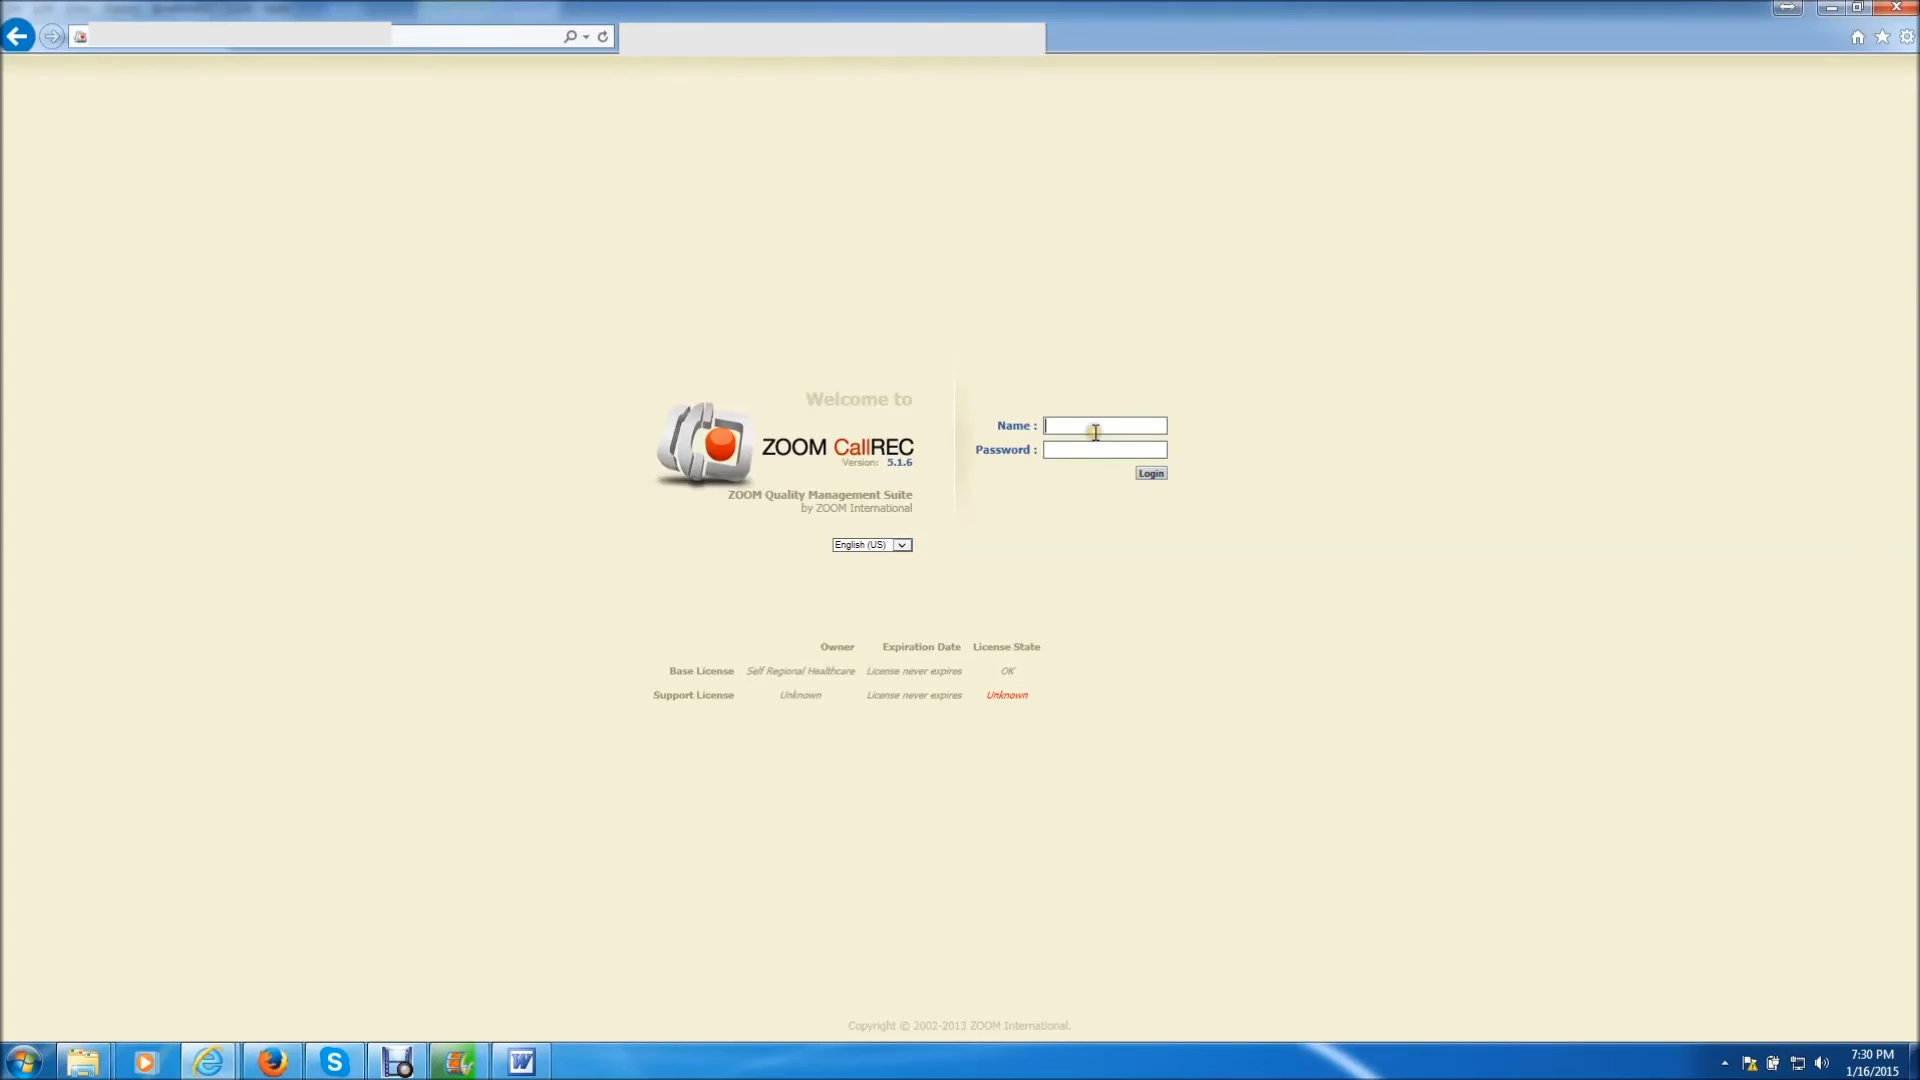 Welcome to
ZOOM CallREC
Version: 5.1.6
ZOOM Quality Management Suite
by ZOOM International
English (US)
Name :
Password :
Login
Owner Expiration Date License State
Base License Self Regional Healthcare License never expires OK
Support License Unknown License never expires Unknown
Copyright © 2002-2013 ZOOM International.
7:30 PM
1/16/2015